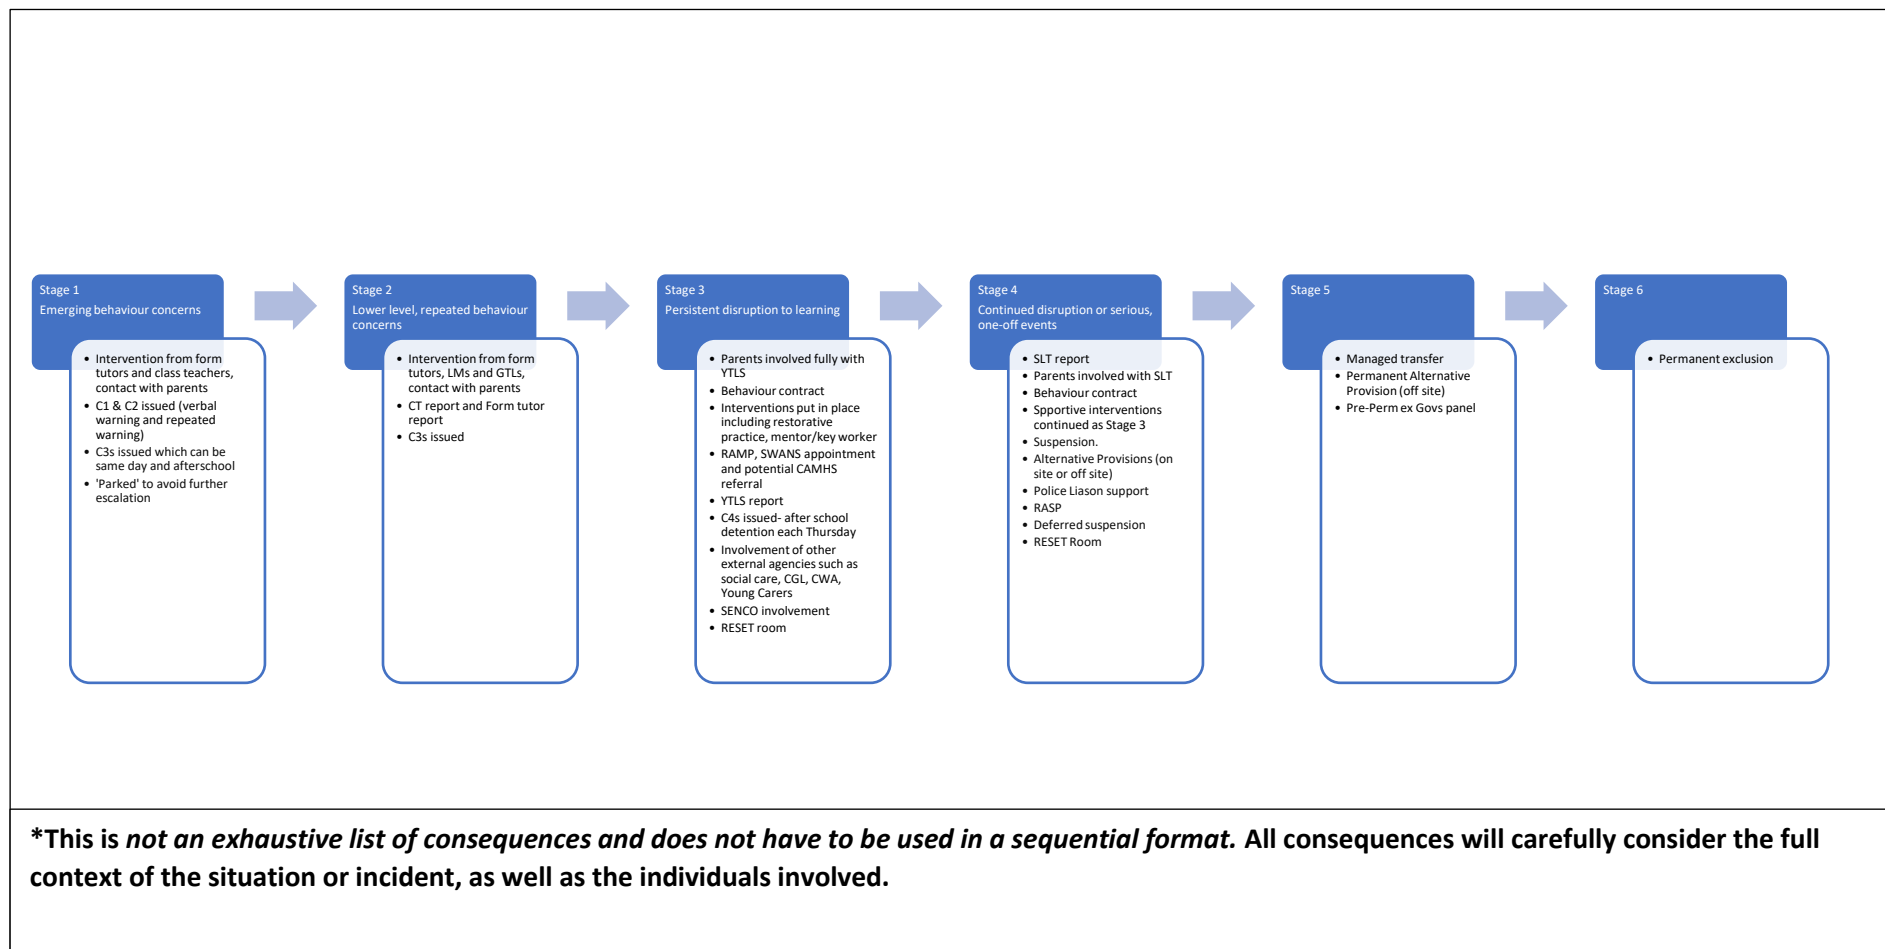 Stage 1
Emerging behaviour concerns
• Intervention from form
tutors and class teachers,
contact with parents
• C1 & C2 issued (verbal
warning and repeated
warning)
• C3s issued which can be
same day and afterschool
• 'Parked' to avoid further
escalation
Stage 2
Lower level, repeated behaviour
concerns
• Intervention from form
tutors, LMs and GTLs,
contact with parents
• CT report and Form tutor
report
• C3s issued
Stage 3
Persistent disruption to learning
• Parents involved fully with
YTLS
• Behaviour contract
• Interventions put in place
including restorative
practice, mentor/key worker
• RAMP, SWANS appointment
and potential CAMHS
referral
• YTLS report
• C4s issued- after school
detention each Thursday
• Involvement of other
external agencies such as
social care, CGL, CWA,
Young Carers
• SENCO involvement
• RESET room
Stage 4
Continued disruption or serious,
one-off events
• SLT report
• Parents involved with SLT
• Behaviour contract
• Spportive interventions
continued as Stage 3
• Suspension.
• Alternative Provisions (on
site or off site)
• Police Liason support
• RASP
• Deferred suspension
• RESET Room
Stage 5
• Managed transfer
• Permanent Alternative
Provision (off site)
• Pre-Perm ex Govs panel
Stage 6
• Permanent exclusion
*This is not an exhaustive list of consequences and does not have to be used in a sequential format. All consequences will carefully consider the full
context of the situation or incident, as well as the individuals involved.